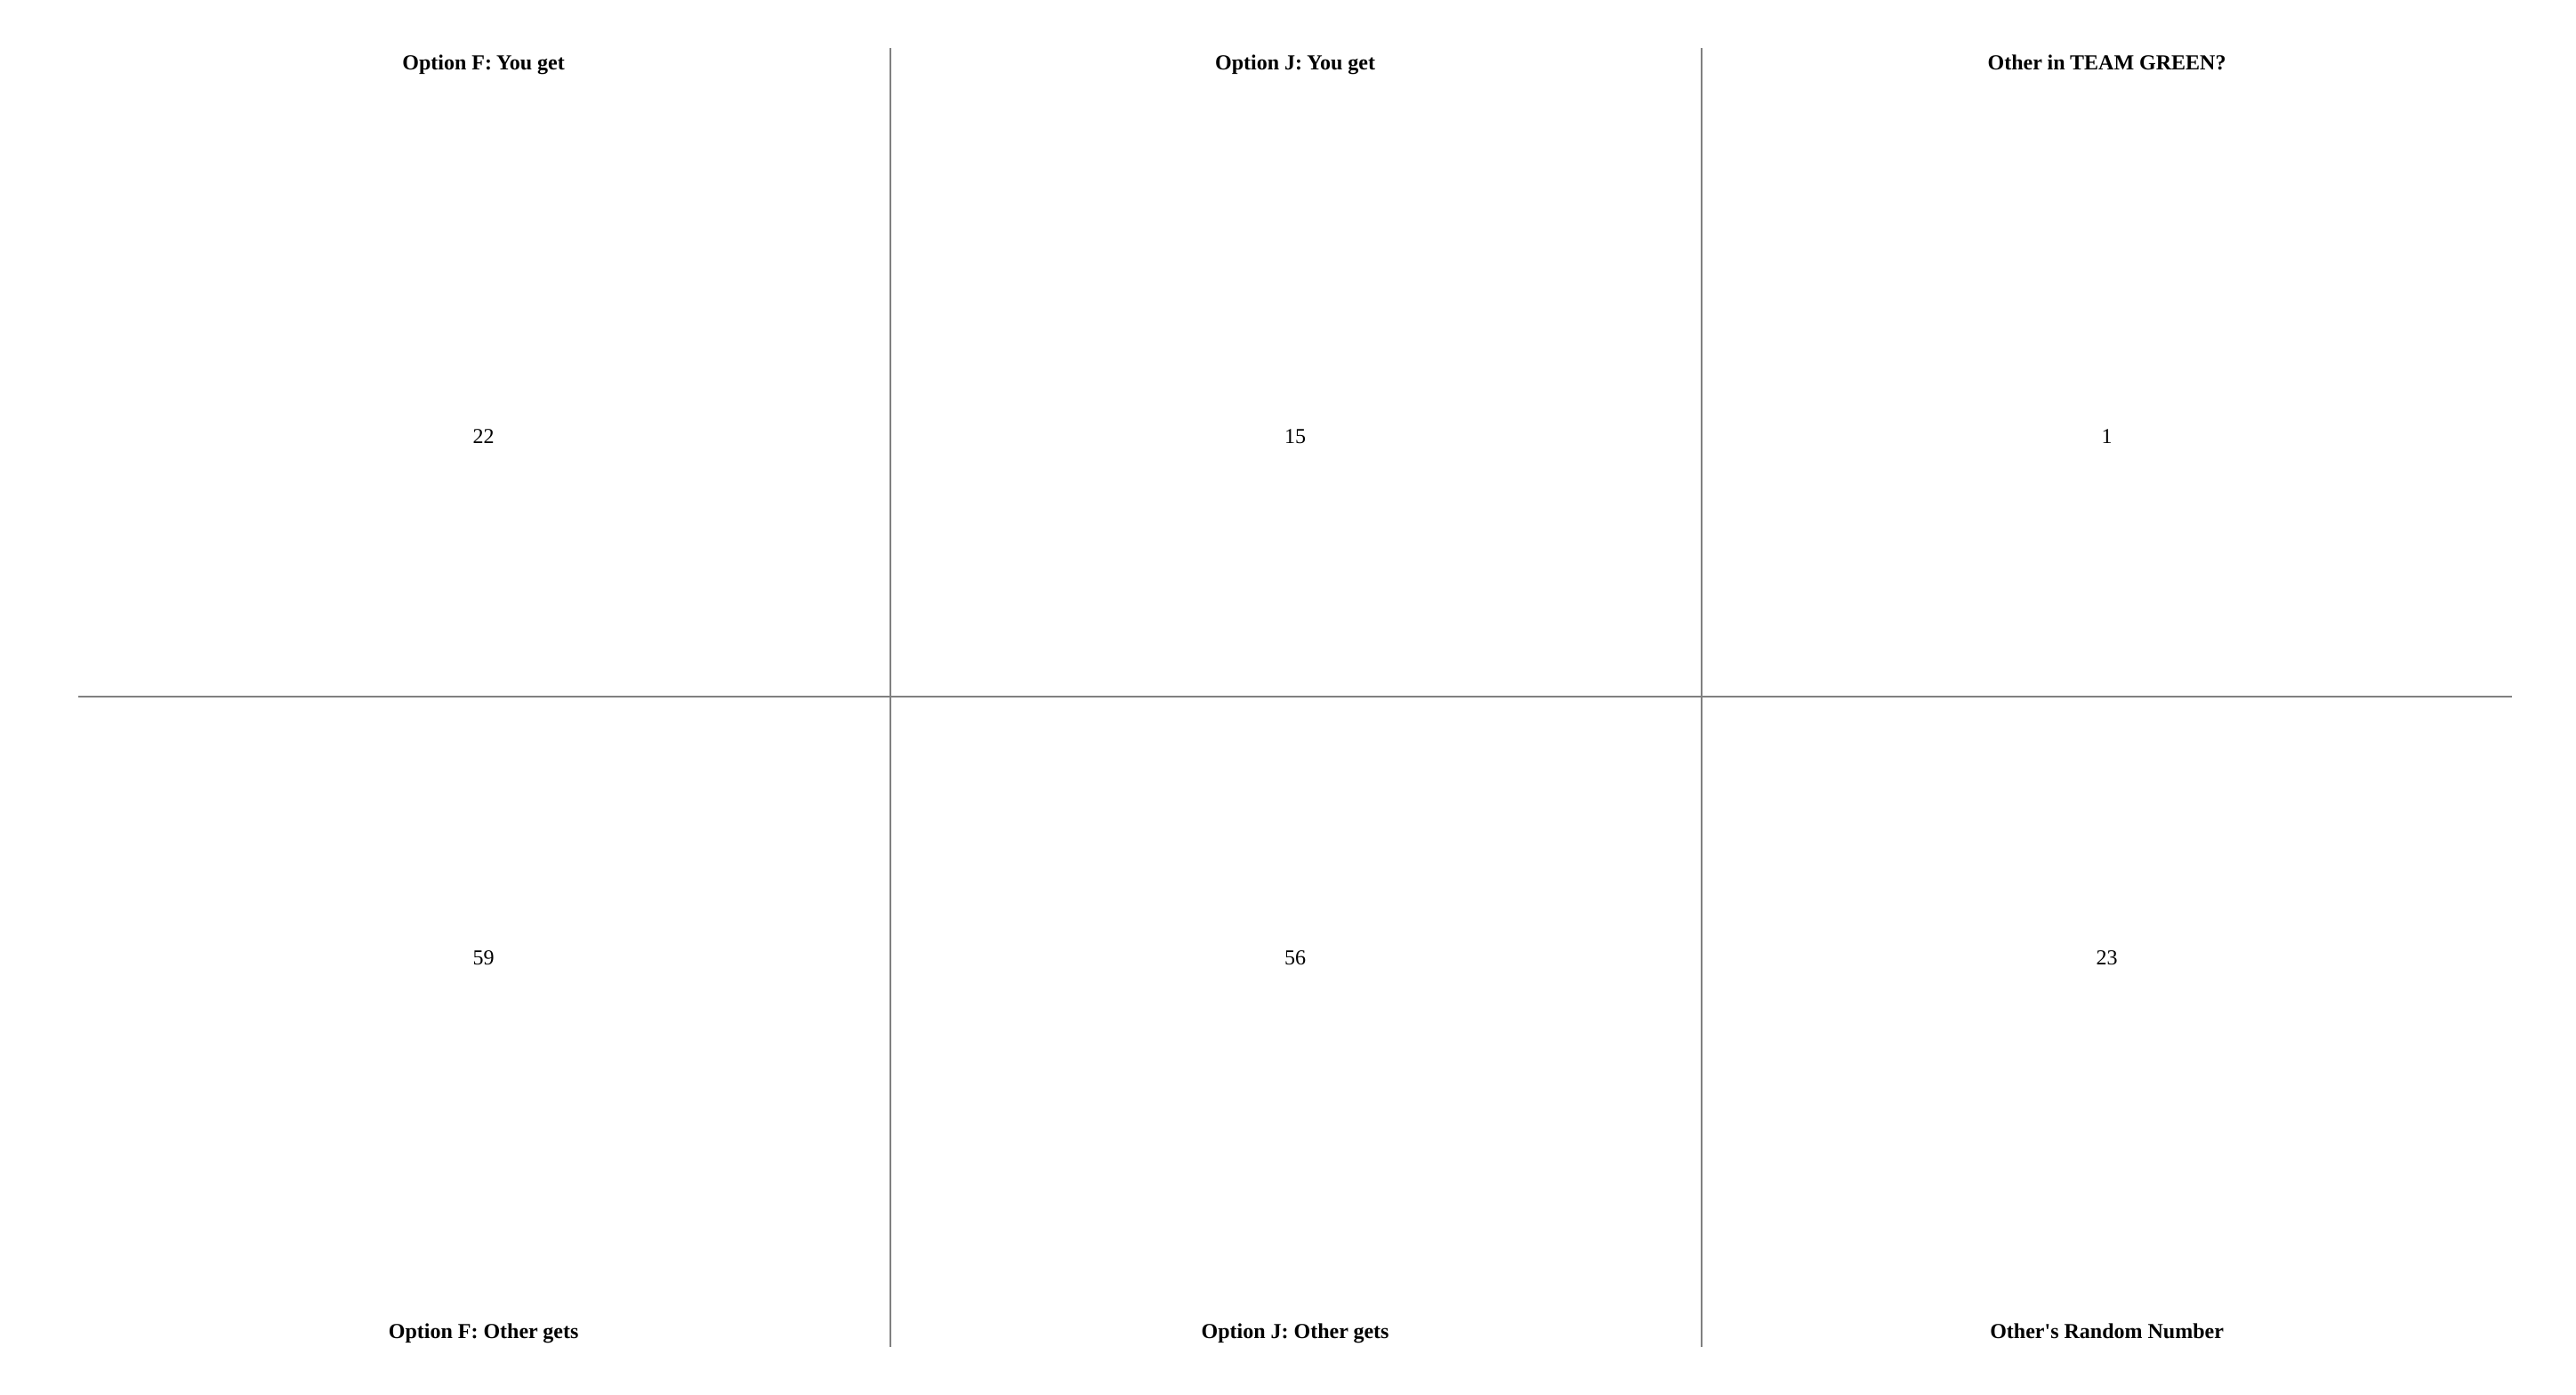 Option F: You get
Option J: You get
Other in TEAM GREEN?
22
15
1
59
56
23
Option F: Other gets
Option J: Other gets
Other's Random Number